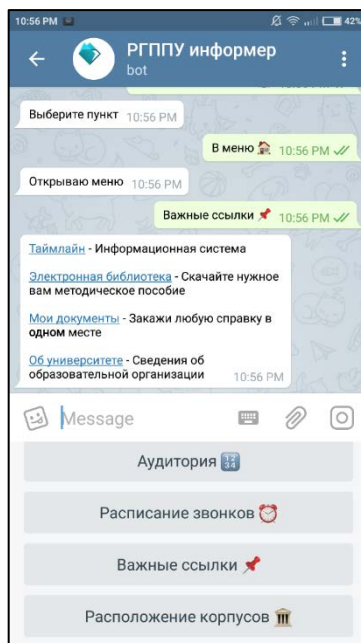 10:56 PM 42%
РГППУ информер
bot
Выберите пункт 10:56 PM
В меню 10:56 PM
Открываю меню 10:56 PM
Важные ссылки 10:56 PM
Таймлайн - Информационная система
Электронная библиотека - Скачайте нужное
вам методическое пособие
Мои документы - Закажи любую справку в
одном месте
Об университете - Сведения об
образовательной организации 10:56 PM
Message
Аудитория
Расписание звонков
Важные ссылки
Расположение корпусов